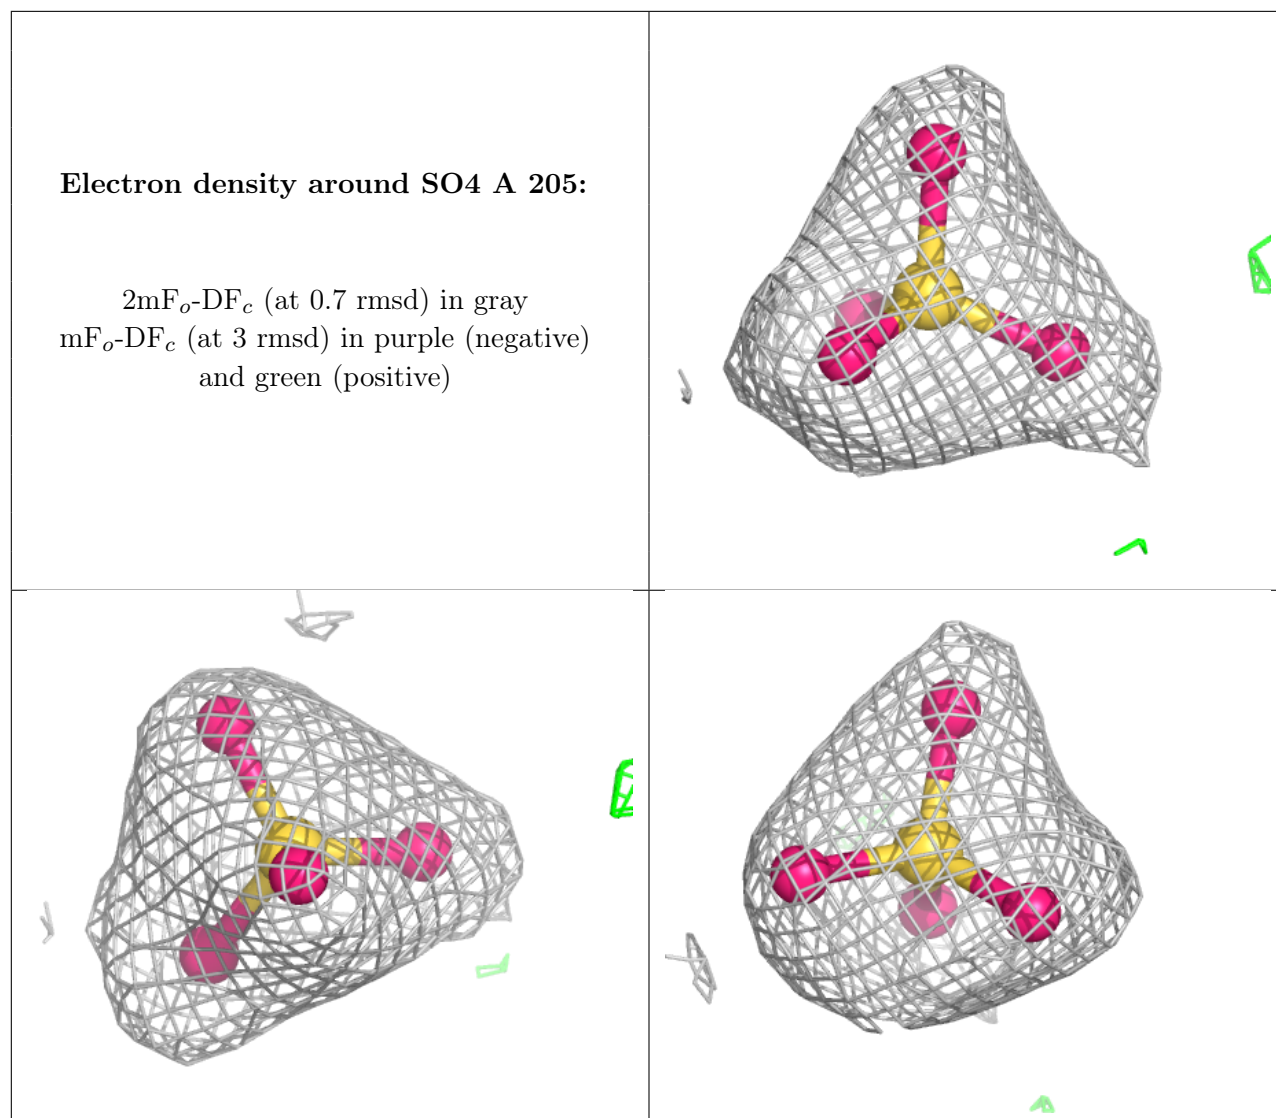 Electron density around SO4 A 205:
2mFo-DFc (at 0.7 rmsd) in gray
mFo-DFc (at 3 rmsd) in purple (negative)
and green (positive)